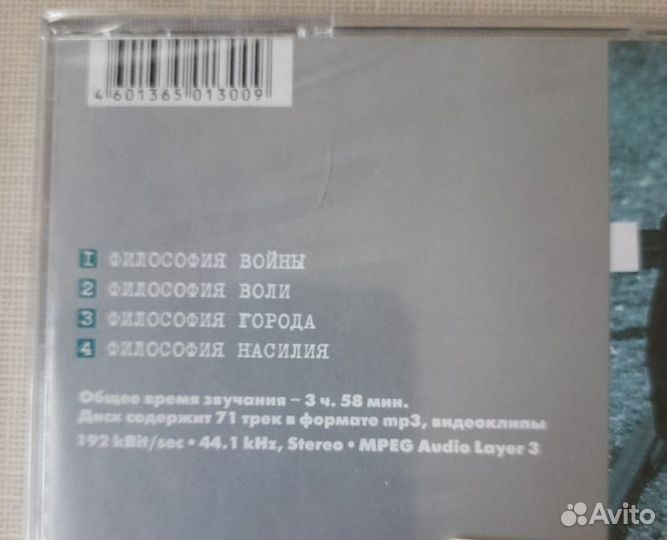 4 601365 013009
1 ФИЛОСОФИЯ ВОЙНЫ
2 ФИЛОСОФИЯ ВОЛИ
3 ФИЛОСОФИЯ ГОРОДА
4 ФИЛОСОФИЯ НАСИЛИЯ
Общее время звучания – 3 ч. 58 мин.
Диск содержит 71 трек в формате mp3, видеоклипы
192 kBit/sec • 44.1 kHz, Stereo • MPEG Audio Layer 3
Avito